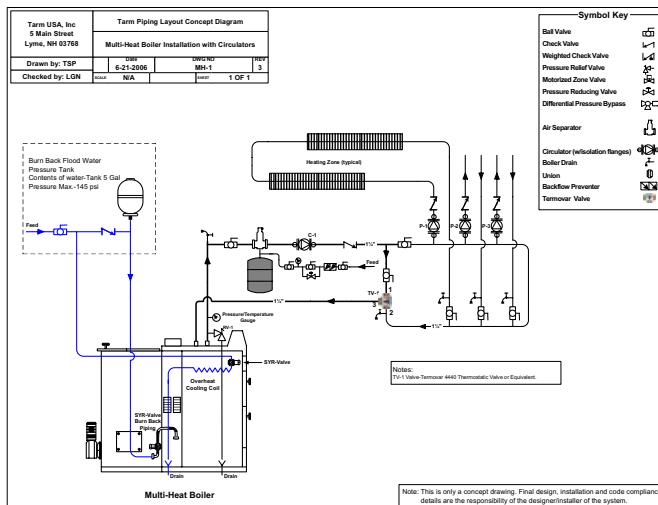 Tarm USA, Inc
5 Main Street
Lyme, NH 03768
Tarm Piping Layout Concept Diagram
Multi-Heat Boiler Installation with Circulators
Drawn by: TSP
Date
6-21-2006
DWG NO
MH-1
REV
3
Checked by: LGN
SCALE
N/A
SHEET
1 OF 1
Symbol Key
Ball Valve
Check Valve
Weighted Check Valve
Pressure Relief Valve
Motorized Zone Valve
Pressure Reducing Valve
Differential Pressure Bypass
Air Separator
Circulator (w/isolation flanges)
Boiler Drain
Union
Backflow Preventer
Termovar Valve
Burn Back Flood Water
Pressure Tank
Contents of water-Tank 5 Gal
Pressure Max.-145 psi
Feed
Heating Zone (typical)
P-1
P-2
P-3
C-1
1¼"
Feed
TV-1
1
3
2
1¼"
1¼"
Pressure/Temperature
Gauge
RV-1
SYR-Valve
Overheat
Cooling Coil
SYR-Valve
Burn Back
Piping
Drain
Drain
Multi-Heat Boiler
Notes:
TV-1 Valve-Termovar 4440 Thermostatic Valve or Equivalent.
Note: This is only a concept drawing. Final design, installation and code complianc
details are the responsibility of the designer/installer of the system.